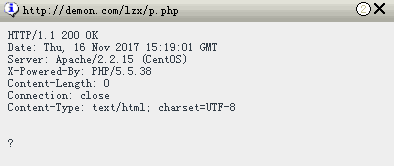 http://demon.com/lzx/p.php
HTTP/1.1 200 OK
Date: Thu, 16 Nov 2017 15:19:01 GMT
Server: Apache/2.2.15 (CentOS)
X-Powered-By: PHP/5.5.38
Content-Length: 0
Connection: close
Content-Type: text/html; charset=UTF-8
?